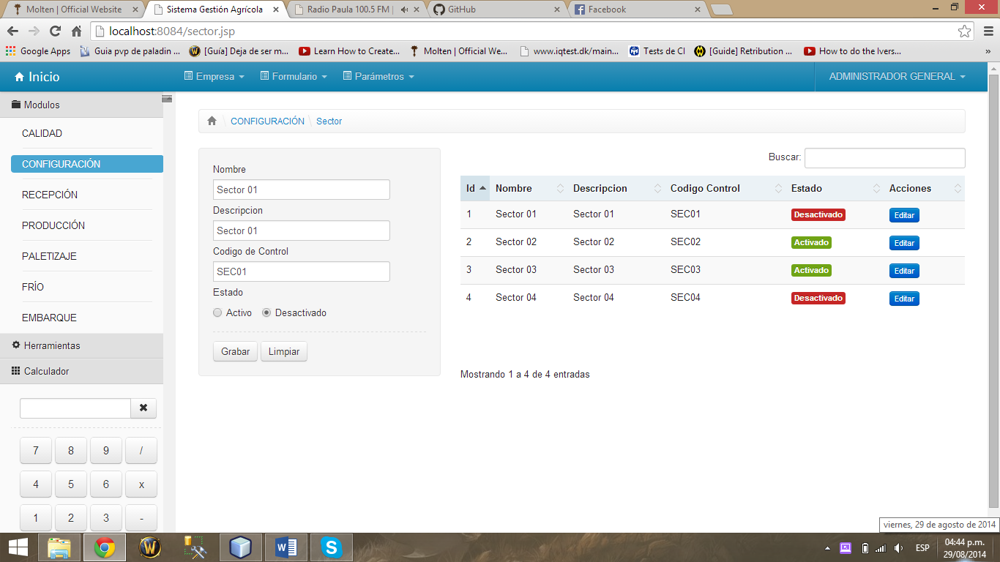 Molten | Official Website
Sistema Gestión Agrícola
Radio Paula 100.5 FM |
GitHub
Facebook
localhost:8084/sector.jsp
Google Apps
Guia pvp de paladin ...
[Guía] Deja de ser m...
Learn How to Create...
Molten | Official We...
www.iqtest.dk/main...
Tests de CI
[Guide] Retribution ...
How to do the Ivers...
»
Inicio
Empresa
Formulario
Parámetros
ADMINISTRADOR GENERAL
Modulos
CALIDAD
CONFIGURACIÓN
RECEPCIÓN
PRODUCCIÓN
PALETIZAJE
FRÍO
EMBARQUE
Herramientas
Calculador
7 8 9 /
4 5 6 x
1 2 3 -
CONFIGURACIÓN \ Sector
Nombre
Sector 01
Descripcion
Sector 01
Codigo de Control
SEC01
Estado
Activo Desactivado
Grabar Limpiar
Buscar:
Id Nombre Descripcion Codigo Control Estado Acciones
1 Sector 01 Sector 01 SEC01 Desactivado Editar
2 Sector 02 Sector 02 SEC02 Activado Editar
3 Sector 03 Sector 03 SEC03 Activado Editar
4 Sector 04 Sector 04 SEC04 Desactivado Editar
Mostrando 1 a 4 de 4 entradas
viernes, 29 de agosto de 2014
ESP
04:44 p.m.
29/08/2014